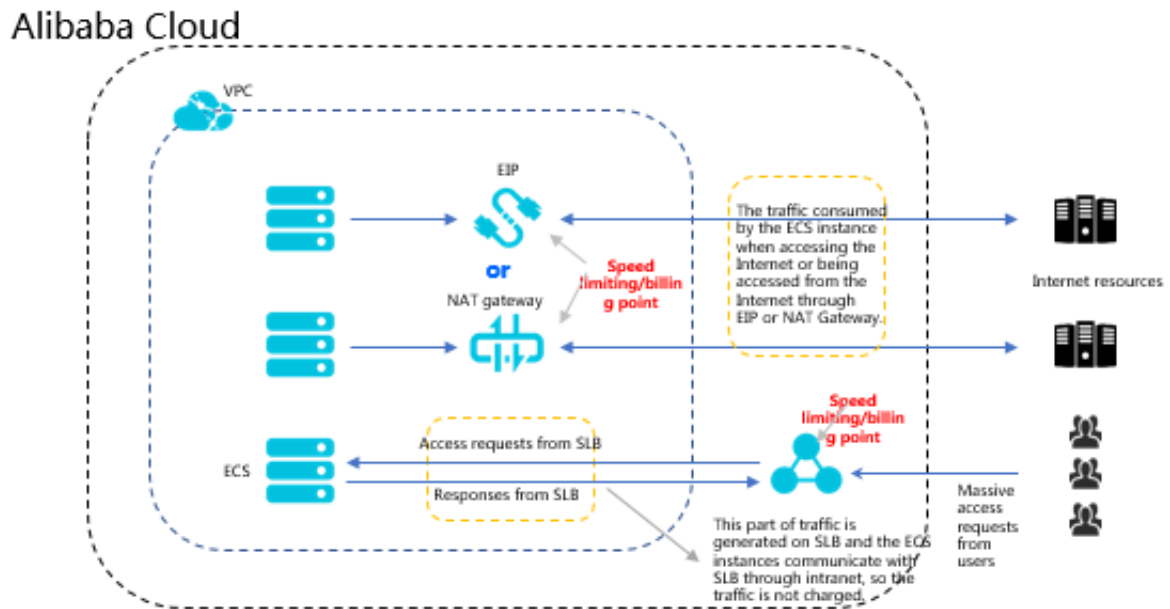 Alibaba Cloud
VPC
EIP
or
NAT gateway
Speed
limiting/billin
g point
The traffic consumed
by the ECS instance
when accessing the
Internet or being
accessed from the
Internet through
EIP or NAT Gateway.
Internet resources
ECS
Access requests from SLB
Responses from SLB
Speed
limiting/billin
g point
Massive
access
requests
from
users
This part of traffic is
generated on SLB and the ECS
instances communicate with
SLB through intranet, so the
traffic is not charged.